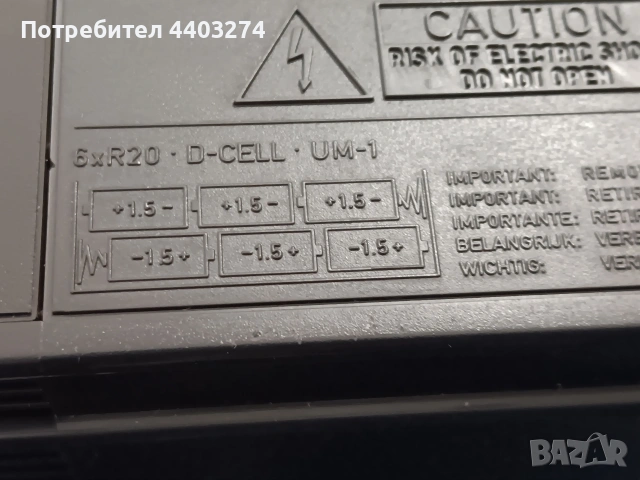 Потребител 4403274
CAUTION
RISK OF ELECTRIC
DO NOT OPEN
6xR20 · D-CELL · UM-1
+1.5- +1.5- +1.5-
-1.5+ -1.5+ -1.5+
IMPORTANT:
IMPORTANT:
IMPORTANTE:
BELANGRIJK:
WICHTIG:
BAZAR